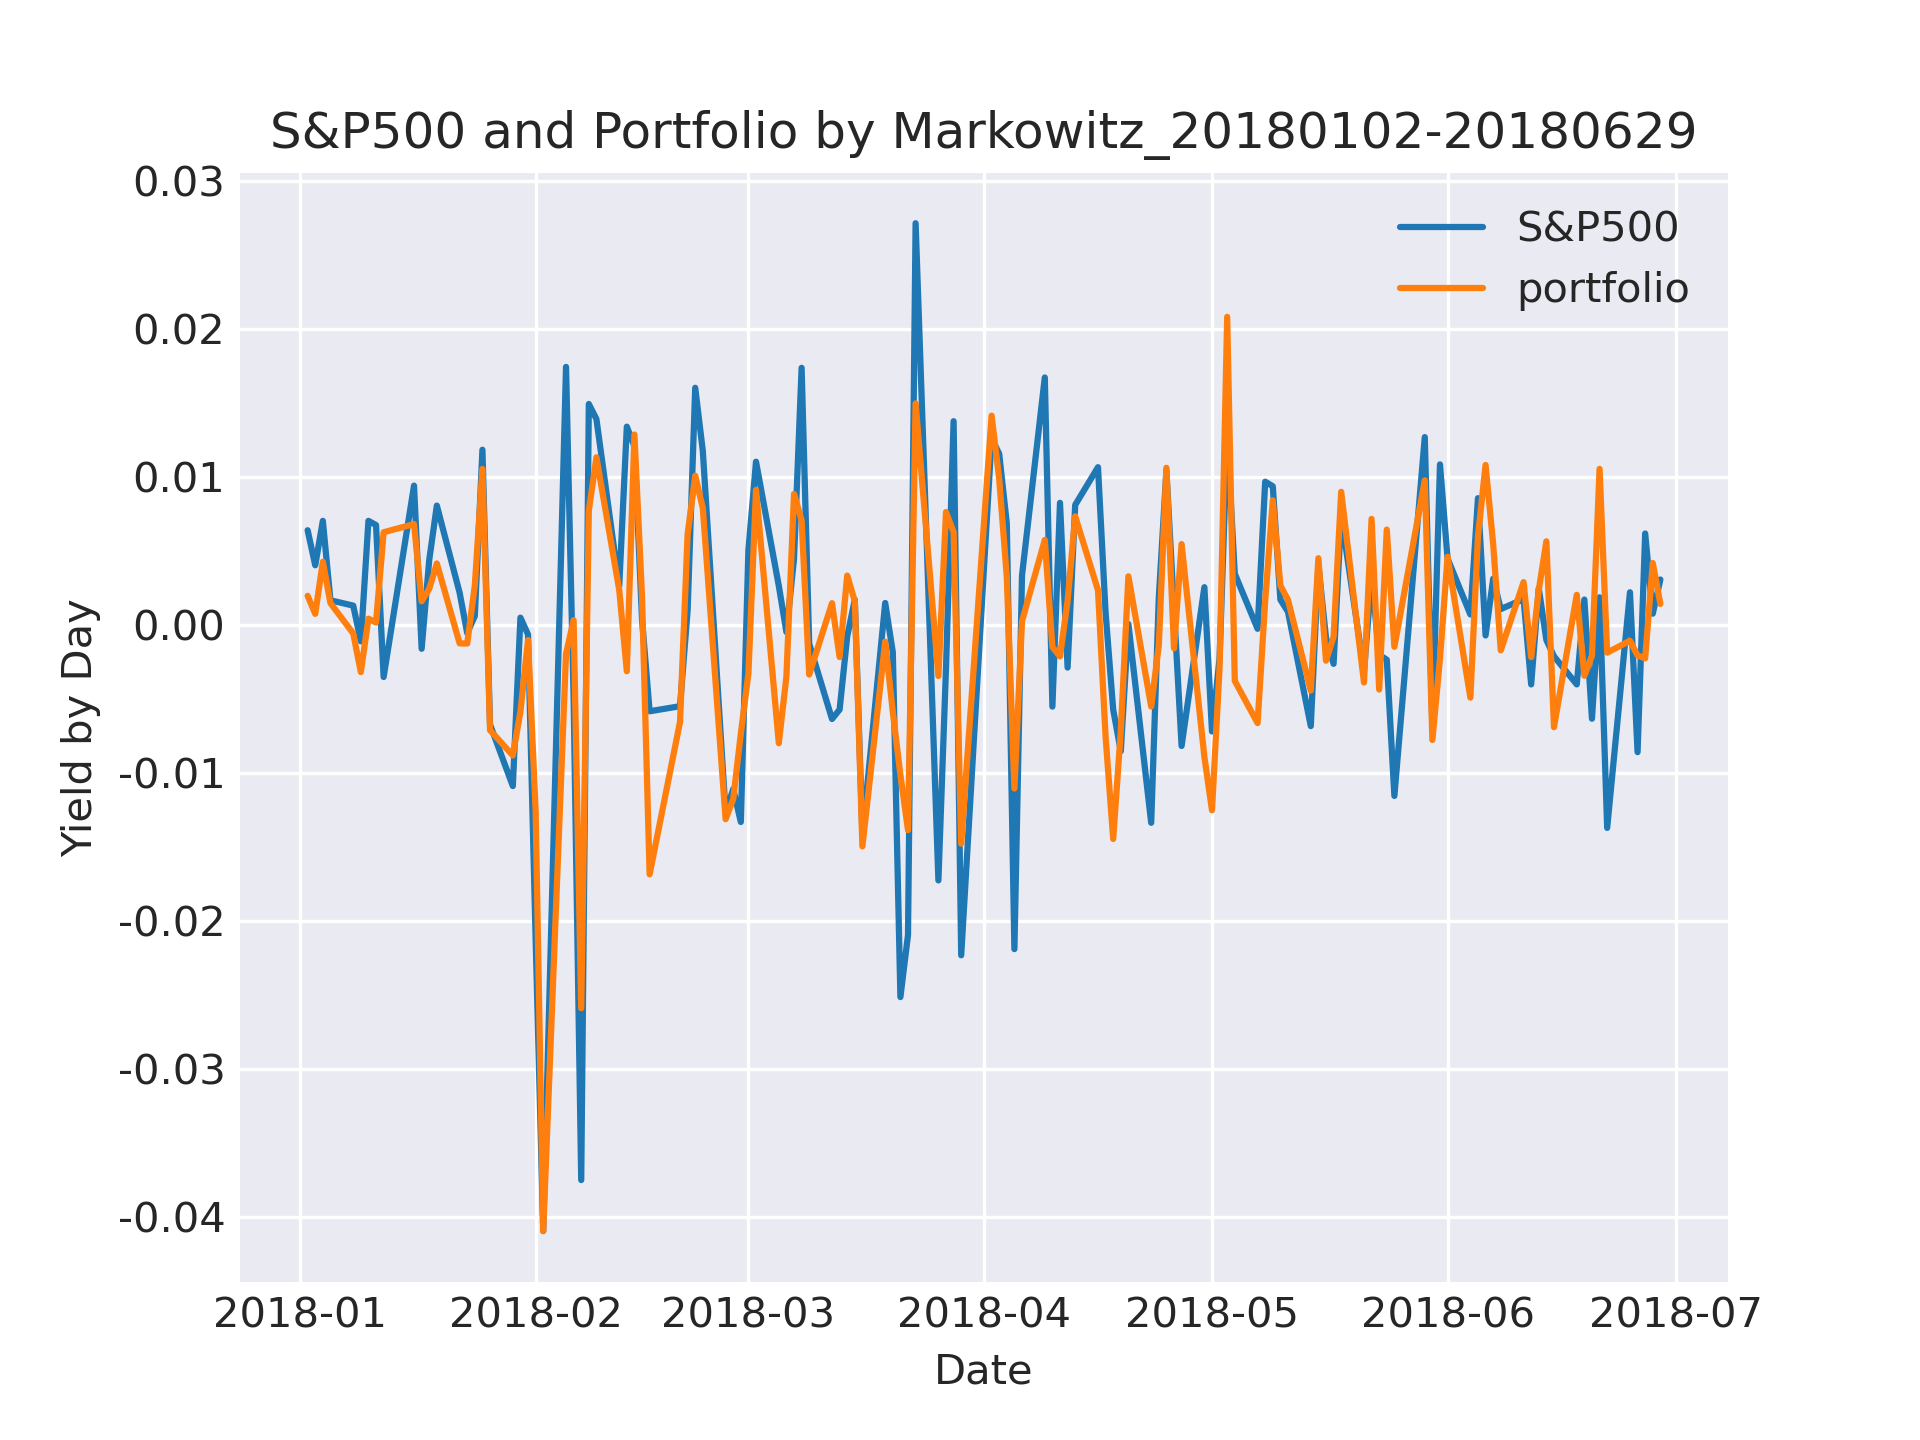 S&P500 and Portfolio by Markowitz_20180102-20180629
S&P500
portfolio
0.03
0.02
0.01
0.00
-0.01
-0.02
-0.03
-0.04
Yield by Day
2018-01 2018-02 2018-03 2018-04 2018-05 2018-06 2018-07
Date